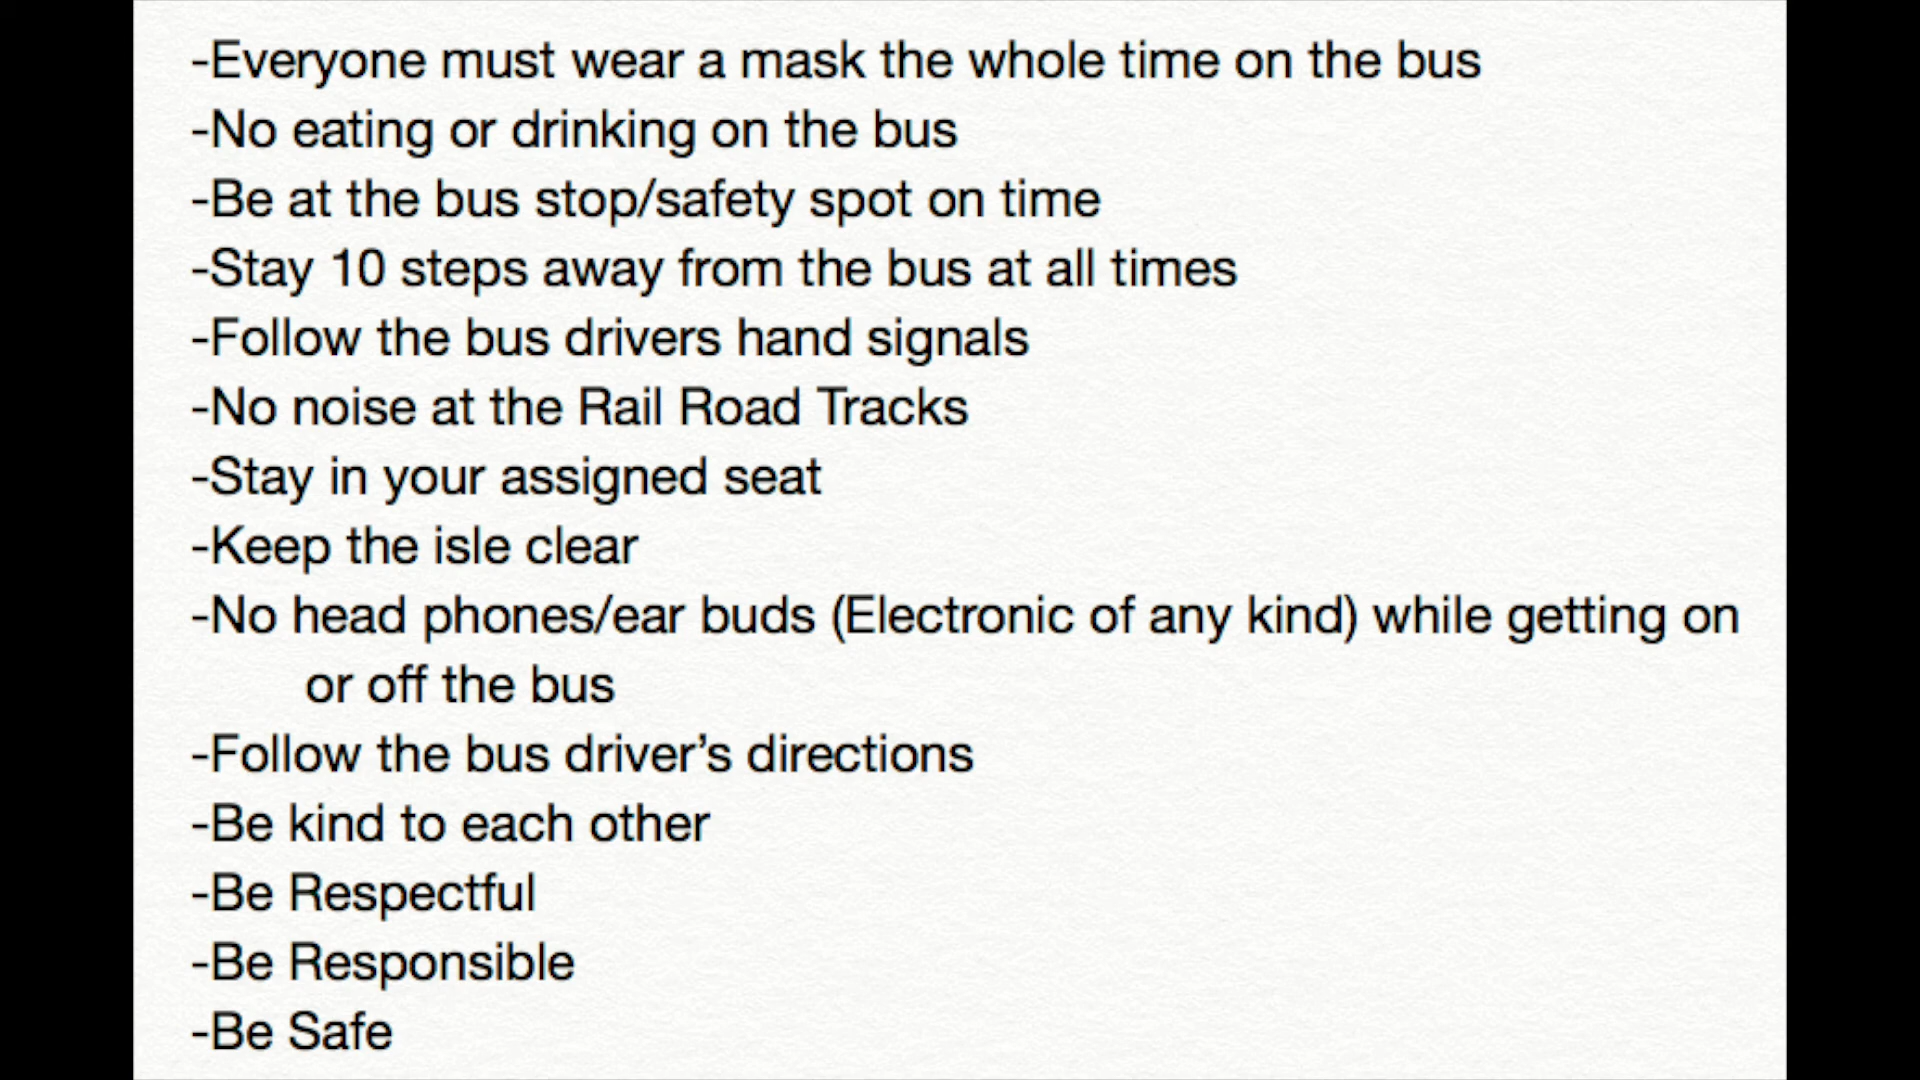 -Everyone must wear a mask the whole time on the bus
-No eating or drinking on the bus
-Be at the bus stop/safety spot on time
-Stay 10 steps away from the bus at all times
-Follow the bus drivers hand signals
-No noise at the Rail Road Tracks
-Stay in your assigned seat
-Keep the isle clear
-No head phones/ear buds (Electronic of any kind) while getting on
or off the bus
-Follow the bus driver’s directions
-Be kind to each other
-Be Respectful
-Be Responsible
-Be Safe